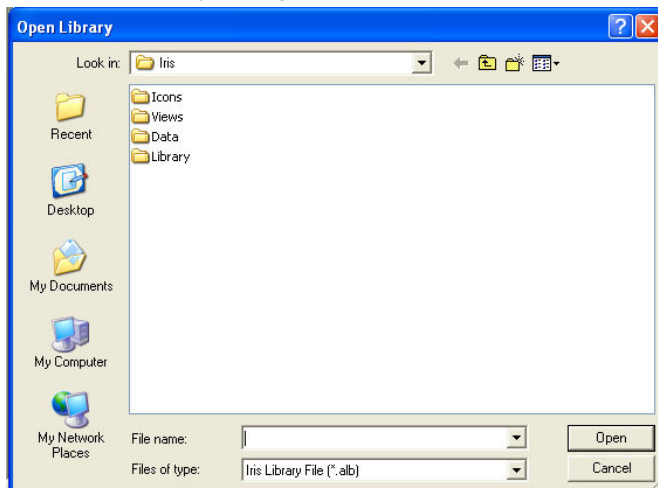 Open Library
Look in: Iris
Icons
Views
Data
Library
Recent
Desktop
My Documents
My Computer
My Network
Places
File name:
Open
Files of type: Iris Library File (*.alb)
Cancel